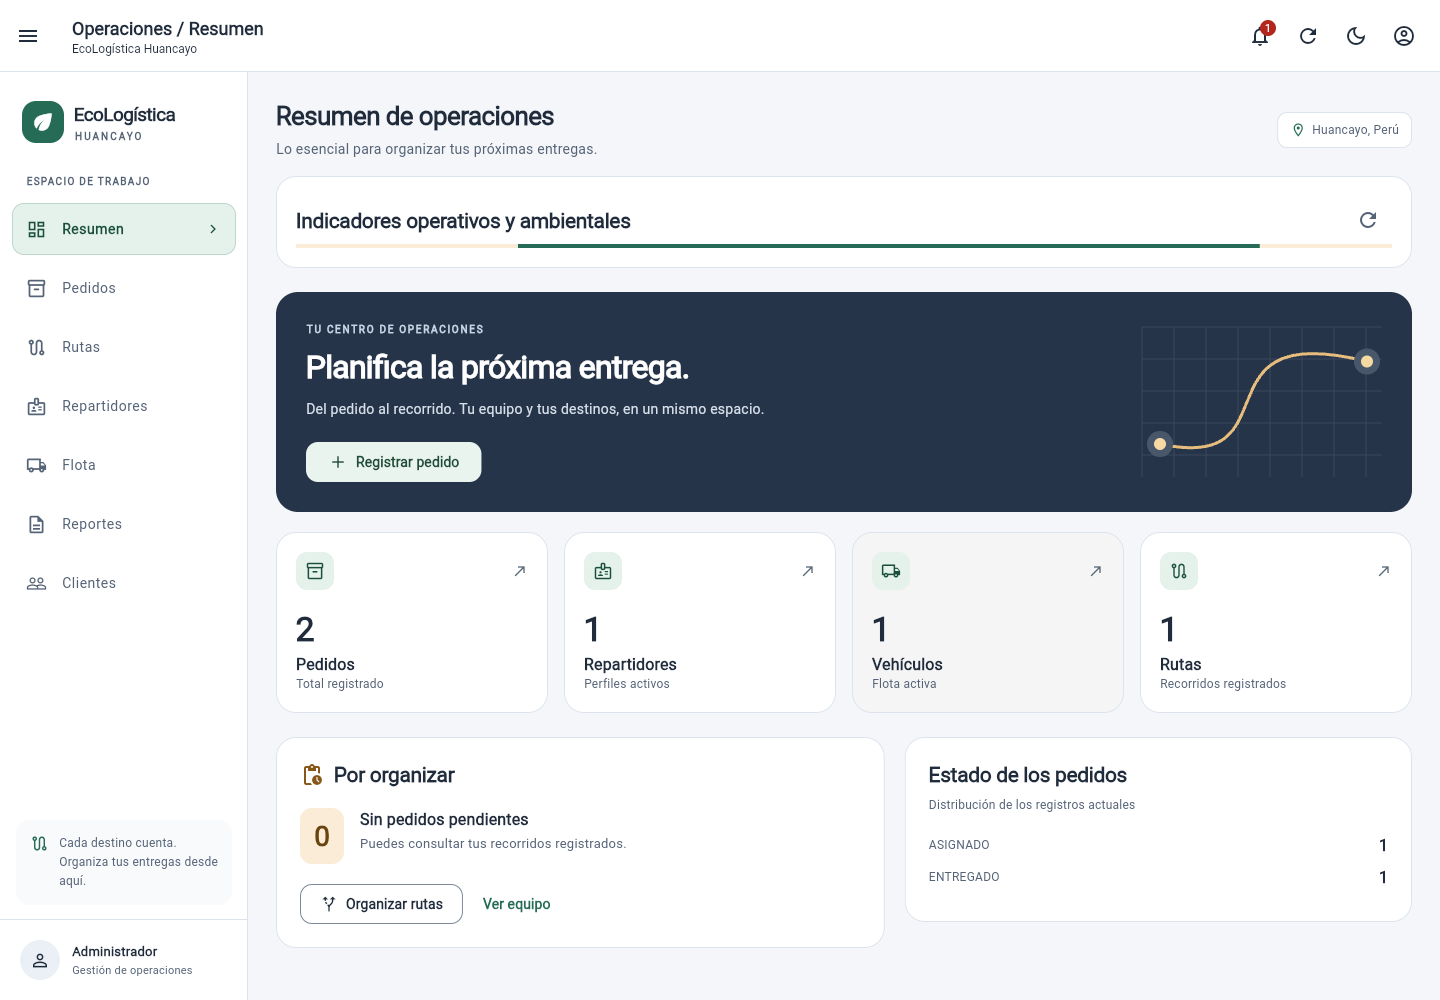 Operaciones / Resumen
EcoLogística Huancayo
1
EcoLogística
HUANCAYO
ESPACIO DE TRABAJO
Resumen
Pedidos
Rutas
Repartidores
Flota
Reportes
Clientes
Cada destino cuenta.
Organiza tus entregas desde
aquí.
Administrador
Gestión de operaciones
Resumen de operaciones
Lo esencial para organizar tus próximas entregas.
Huancayo, Perú
Indicadores operativos y ambientales
TU CENTRO DE OPERACIONES
Planifica la próxima entrega.
Del pedido al recorrido. Tu equipo y tus destinos, en un mismo espacio.
Registrar pedido
2
Pedidos
Total registrado
1
Repartidores
Perfiles activos
1
Vehículos
Flota activa
1
Rutas
Recorridos registrados
Por organizar
0
Sin pedidos pendientes
Puedes consultar tus recorridos registrados.
Organizar rutas
Ver equipo
Estado de los pedidos
Distribución de los registros actuales
ASIGNADO 1
ENTREGADO 1